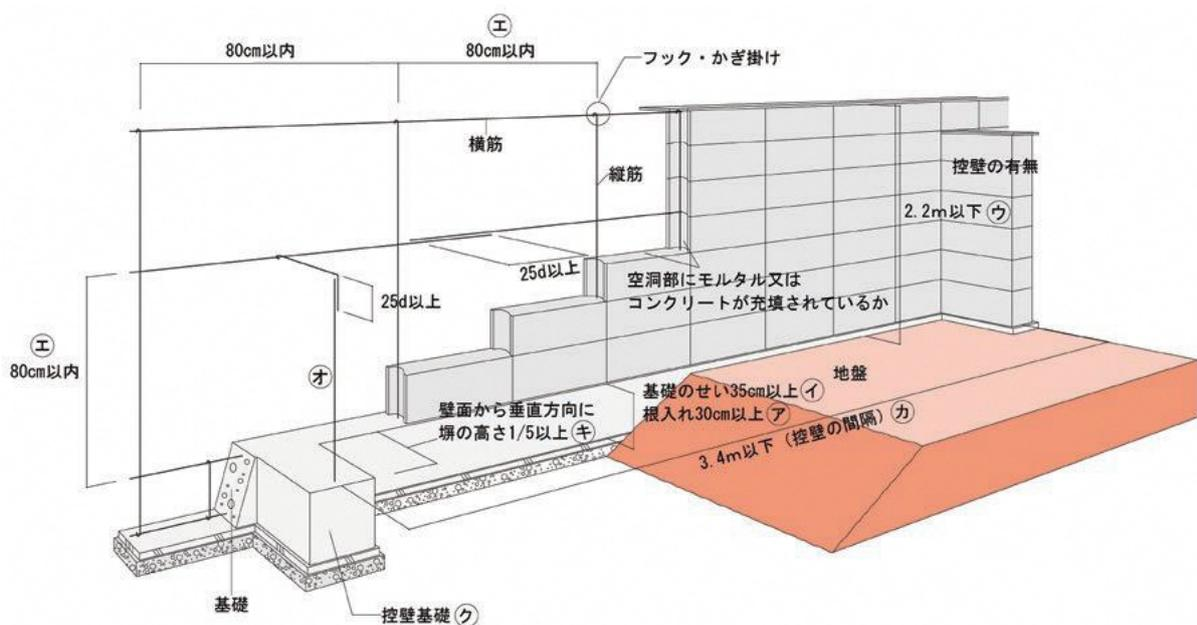 エ
80cm以内
80cm以内
フック・かぎ掛け
横筋
縦筋
控壁の有無
2.2m以下 ウ
25d以上
25d以上
空洞部にモルタル又は
コンクリートが充填されているか
エ
80cm以内
オ
地盤
壁面から垂直方向に
塀の高さ1/5以上 キ
基礎のせい35cm以上 イ
根入れ30cm以上 ア
3.4m以下(控壁の間隔) カ
基礎
控壁基礎 ク